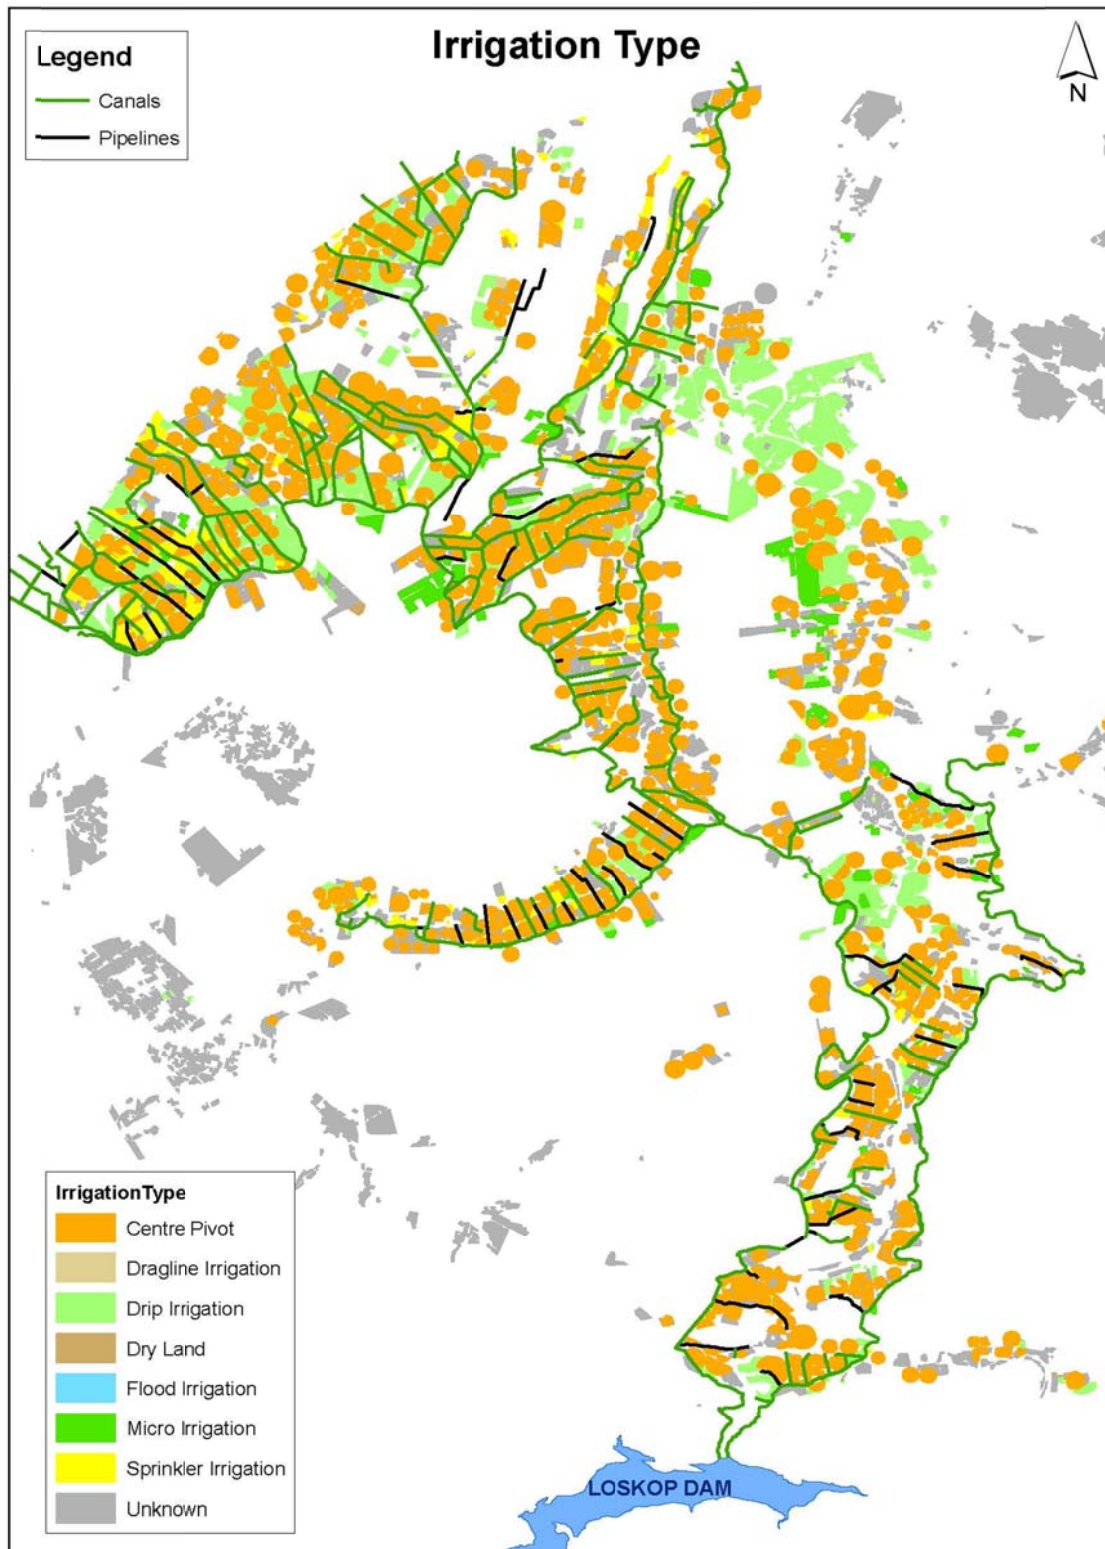 Irrigation Type
Legend
Canals
Pipelines
N
IrrigationType
Centre Pivot
Dragline Irrigation
Drip Irrigation
Dry Land
Flood Irrigation
Micro Irrigation
Sprinkler Irrigation
Unknown
LOSKOP DAM